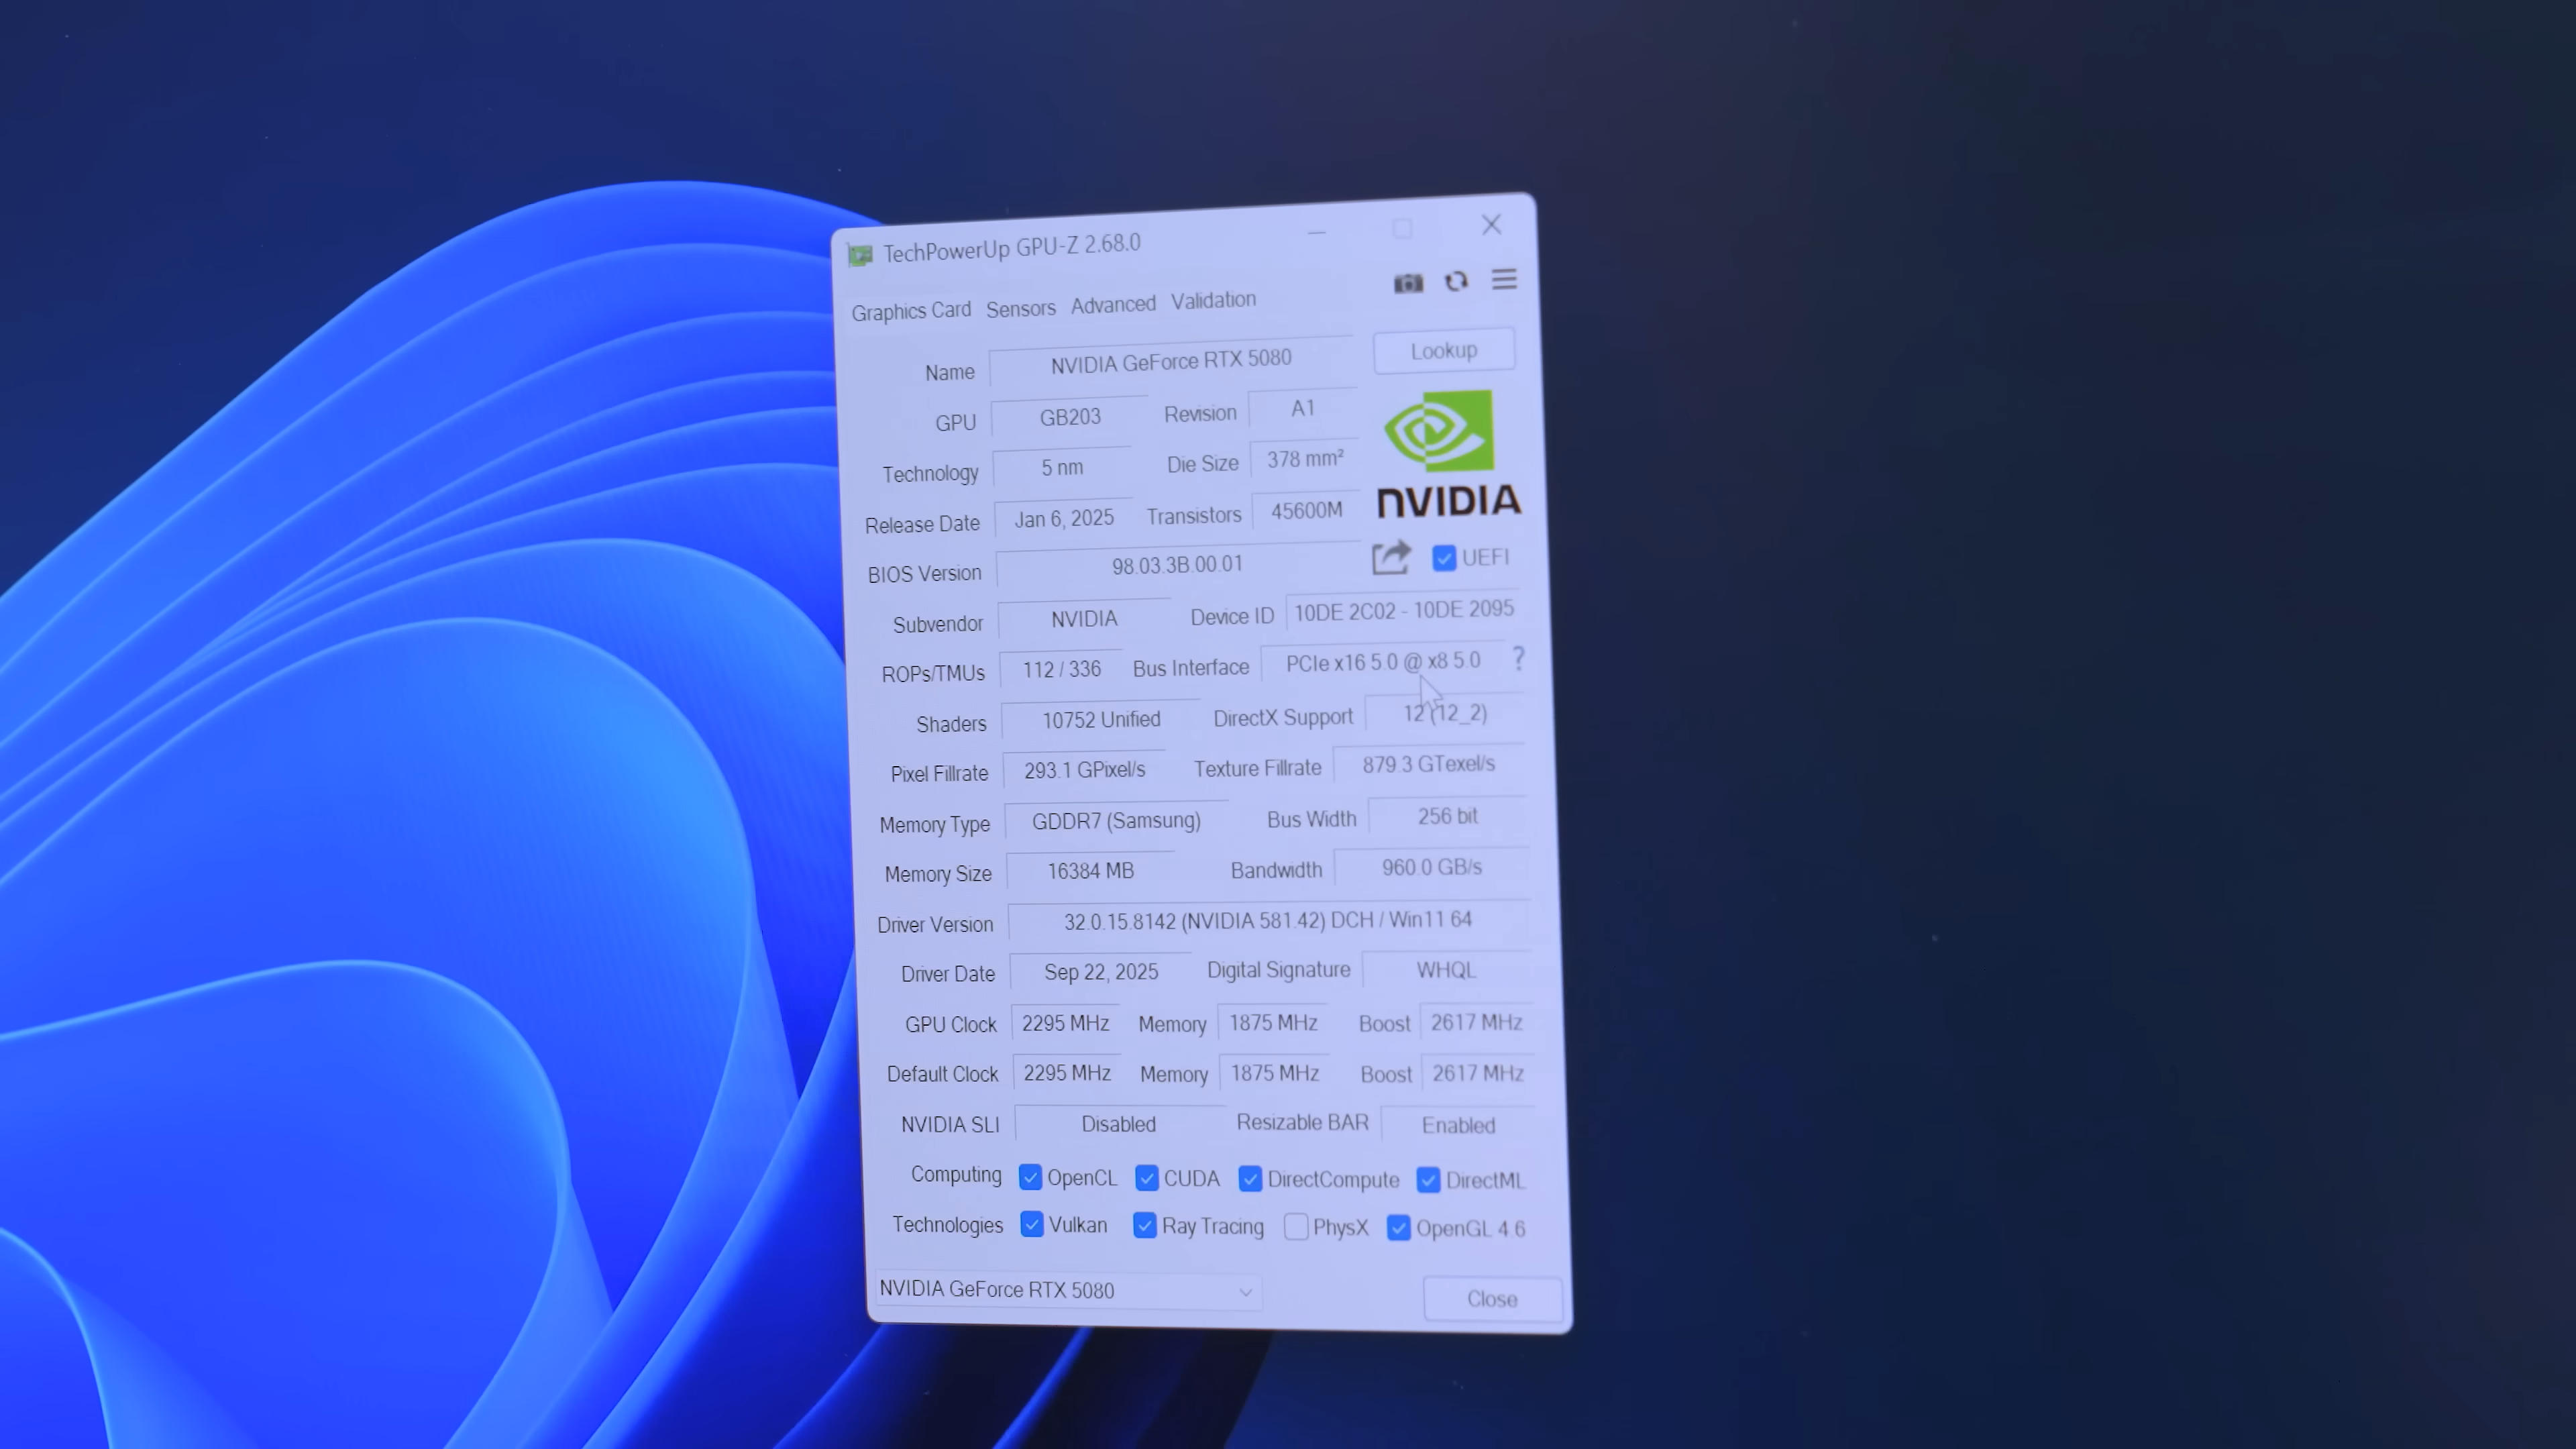 TechPowerUp GPU-Z 2.68.0
Graphics Card Sensors Advanced Validation
Name NVIDIA GeForce RTX 5080 Lookup
GPU GB203 Revision A1
Technology 5 nm Die Size 378 mm²
Release Date Jan 6, 2025 Transistors 45600M
NVIDIA
BIOS Version 98.03.3B.00.01 UEFI
Subvendor NVIDIA Device ID 10DE 2C02 - 10DE 2095
ROPs/TMUs 112 / 336 Bus Interface PCIe x16 5.0 @ x8 5.0 ?
Shaders 10752 Unified DirectX Support 12 (12_2)
Pixel Fillrate 293.1 GPixel/s Texture Fillrate 879.3 GTexel/s
Memory Type GDDR7 (Samsung) Bus Width 256 bit
Memory Size 16384 MB Bandwidth 960.0 GB/s
Driver Version 32.0.15.8142 (NVIDIA 581.42) DCH / Win11 64
Driver Date Sep 22, 2025 Digital Signature WHQL
GPU Clock 2295 MHz Memory 1875 MHz Boost 2617 MHz
Default Clock 2295 MHz Memory 1875 MHz Boost 2617 MHz
NVIDIA SLI Disabled Resizable BAR Enabled
Computing OpenCL CUDA DirectCompute DirectML
Technologies Vulkan Ray Tracing PhysX OpenGL 4.6
NVIDIA GeForce RTX 5080 Close